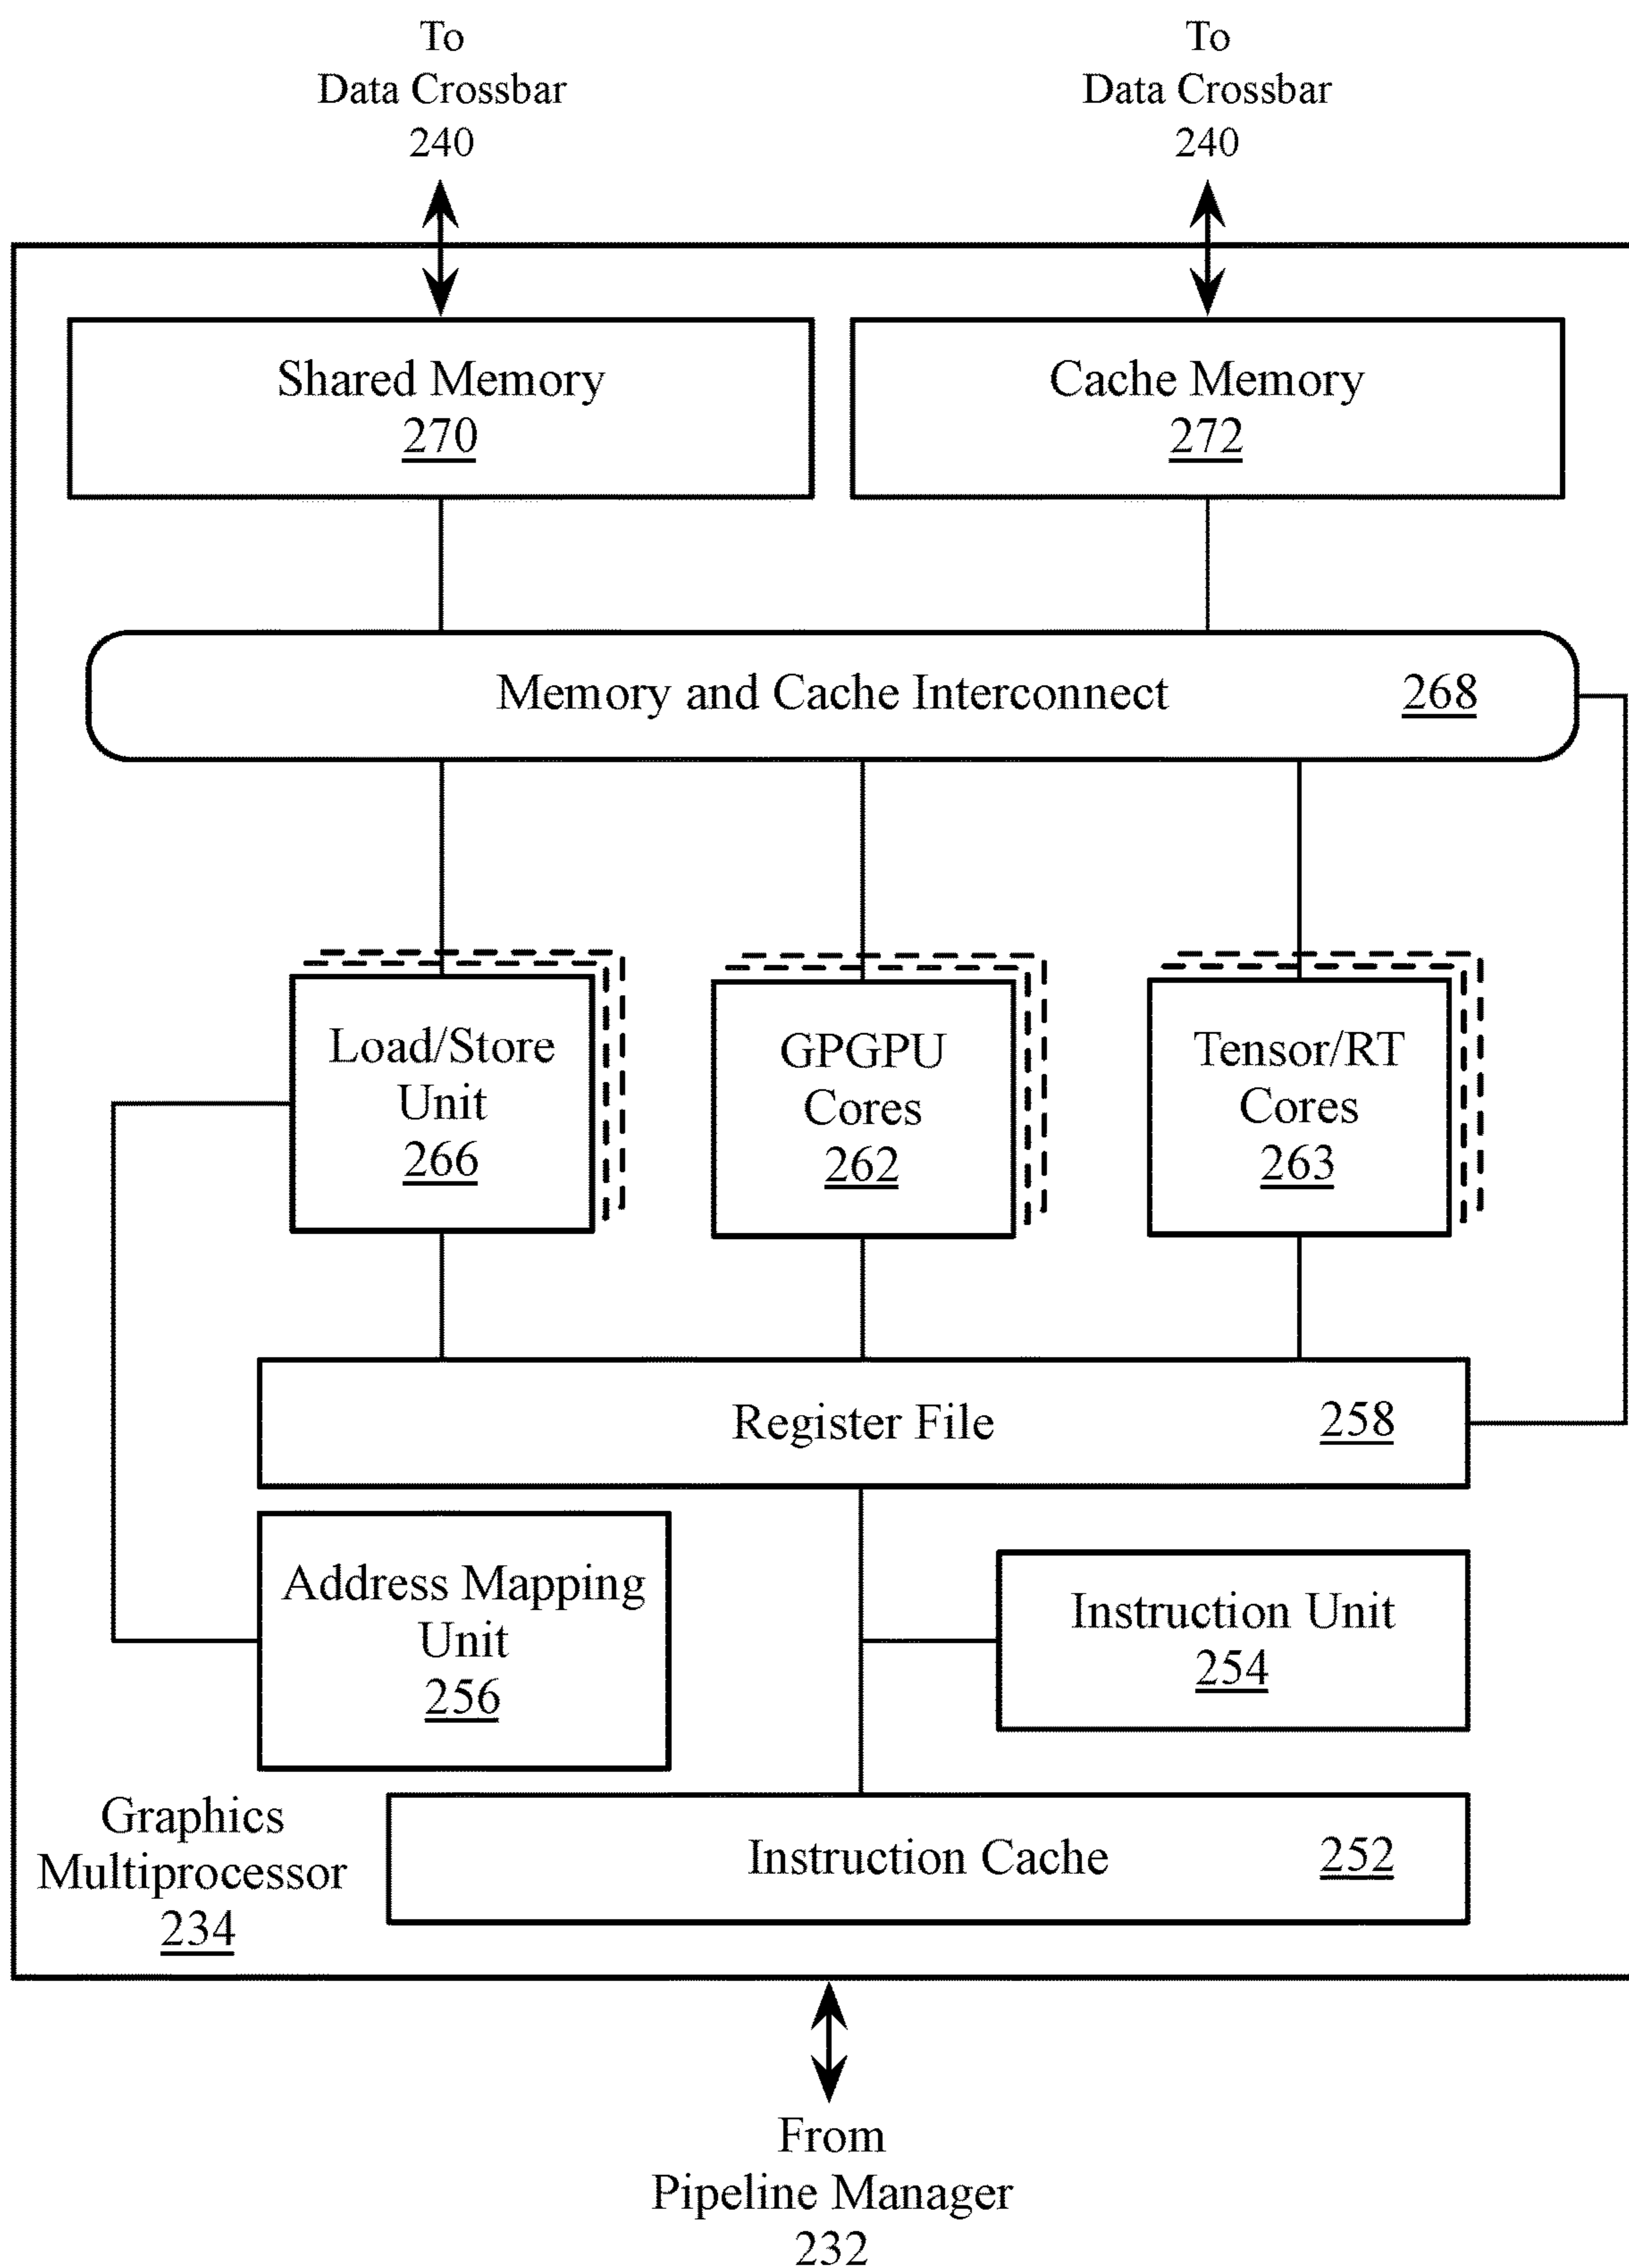 To
Data Crossbar
240
To
Data Crossbar
240
Shared Memory
270
Cache Memory
272
Memory and Cache Interconnect 268
Load/Store
Unit
266
GPGPU
Cores
262
Tensor/RT
Cores
263
Register File 258
Address Mapping
Unit
256
Instruction Unit
254
Graphics
Multiprocessor
234
Instruction Cache 252
From
Pipeline Manager
232